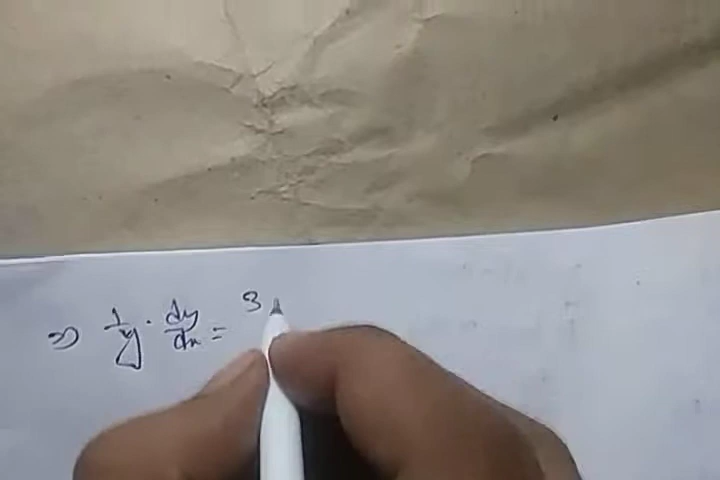 ⇒ 1/y · dy/dx = 3